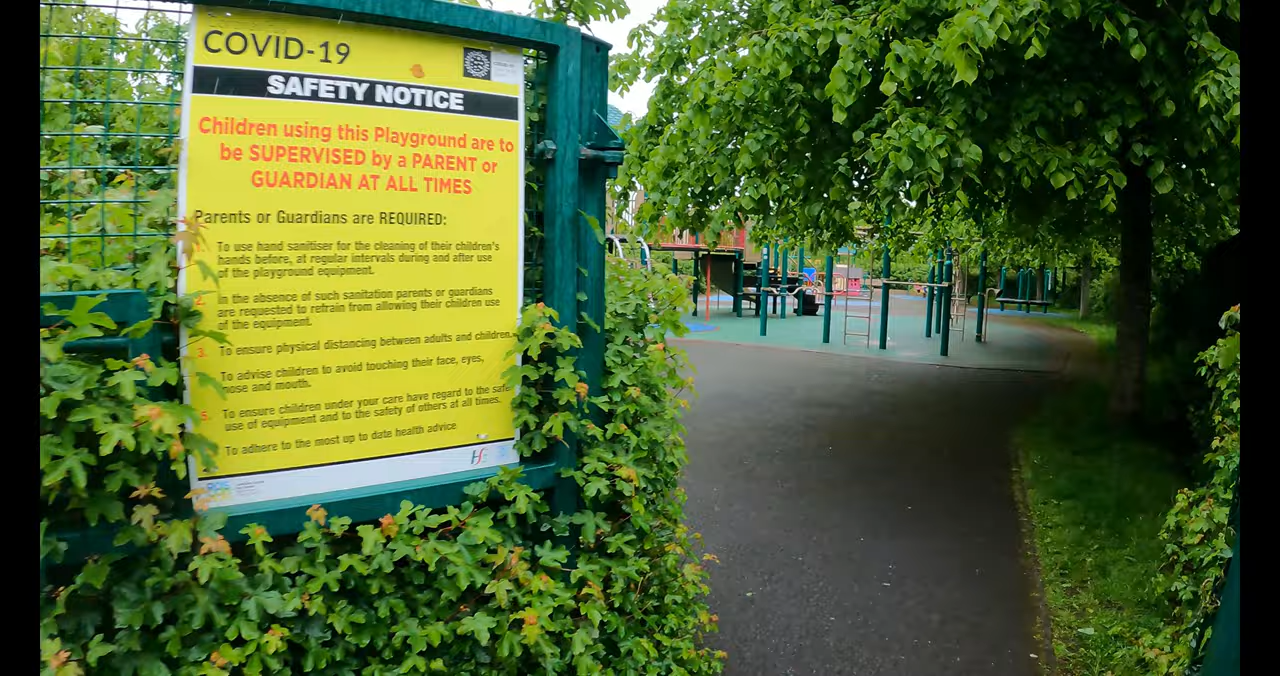 COVID-19
SAFETY NOTICE
Children using this Playground are to
be SUPERVISED by a PARENT or
GUARDIAN AT ALL TIMES
Parents or Guardians are REQUIRED:
To use hand sanitiser for the cleaning of their children's
hands before, at regular intervals during and after use
of the playground equipment.
2. In the absence of such sanitation parents or guardians
are requested to refrain from allowing their children use
of the equipment.
3. To ensure physical distancing between adults and children.
To advise children to avoid touching their face, eyes,
nose and mouth.
5. To ensure children under your care have regard to the safe
use of equipment and to the safety of others at all times.
To adhere to the most up to date health advice